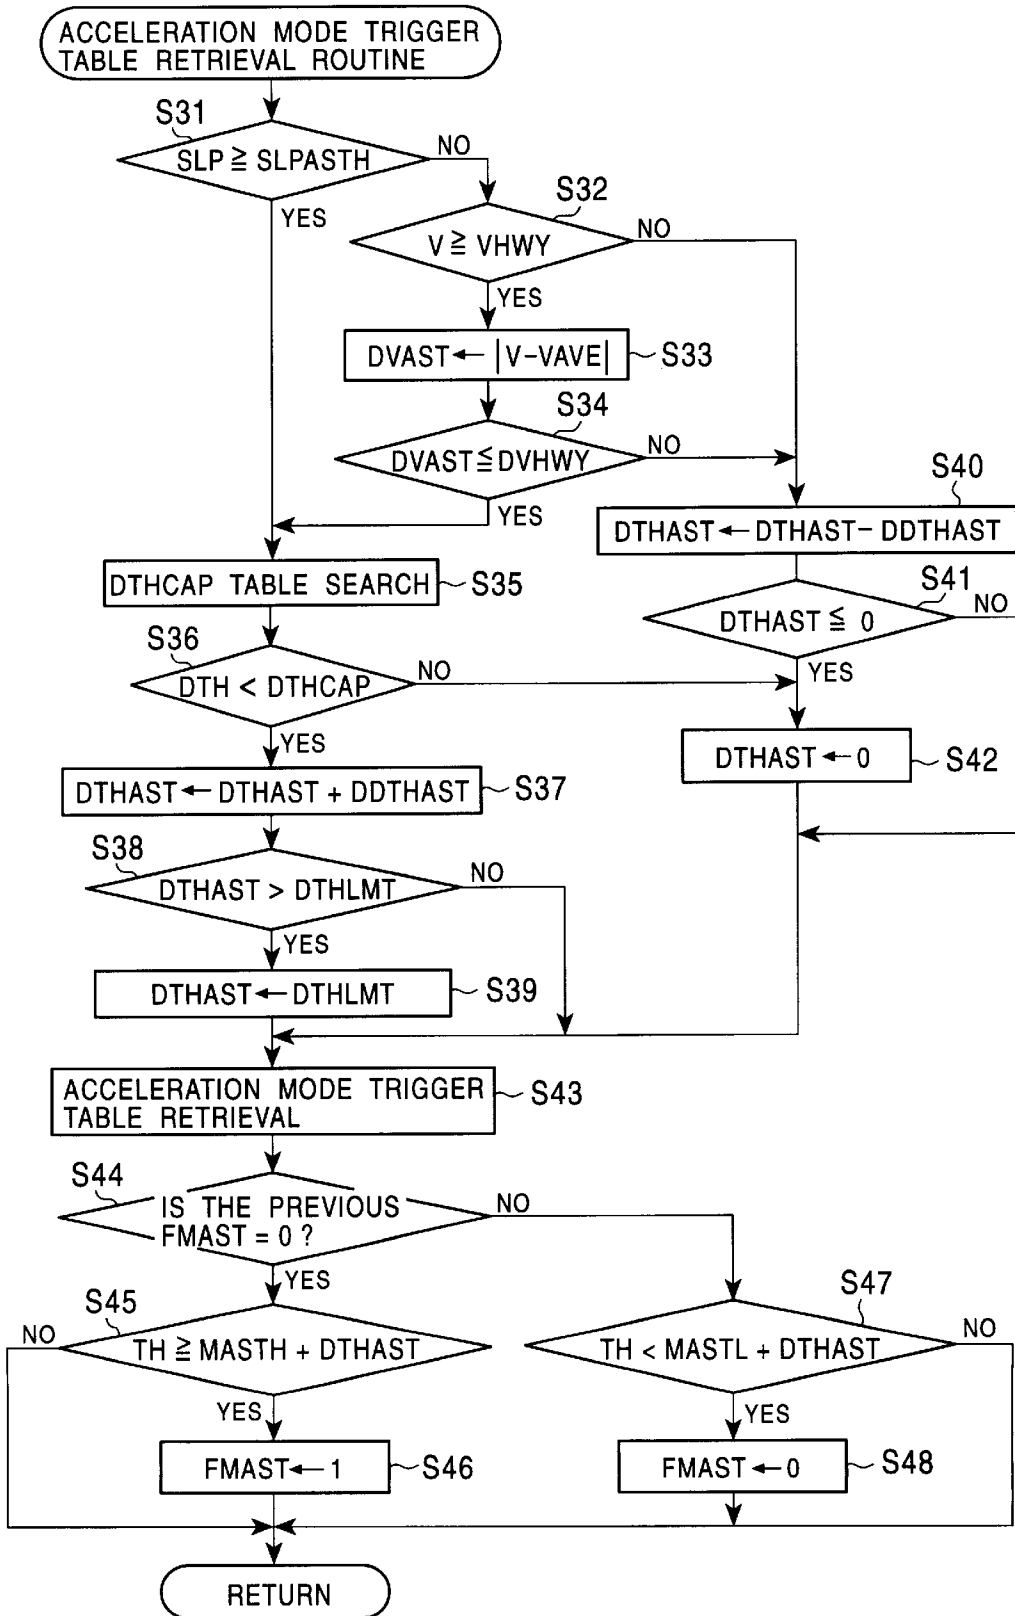 ACCELERATION MODE TRIGGER
TABLE RETRIEVAL ROUTINE
S31
SLP ≧ SLPASTH
NO
YES
S32
V ≧ VHWY
NO
YES
DVAST ← |V-VAVE|
S33
S34
DVAST ≦ DVHWY
NO
YES
S40
DTHAST ← DTHAST - DDTHAST
DTHCAP TABLE SEARCH
S35
S41
DTHAST ≦ 0
NO
YES
S36
DTH < DTHCAP
NO
YES
DTHAST ← 0
S42
DTHAST ← DTHAST + DDTHAST
S37
S38
DTHAST > DTHLMT
NO
YES
DTHAST ← DTHLMT
S39
ACCELERATION MODE TRIGGER
TABLE RETRIEVAL
S43
S44
IS THE PREVIOUS
FMAST = 0 ?
NO
YES
S45
NO
TH ≧ MASTH + DTHAST
YES
S47
TH < MASTL + DTHAST
NO
YES
FMAST ← 1
S46
FMAST ← 0
S48
RETURN